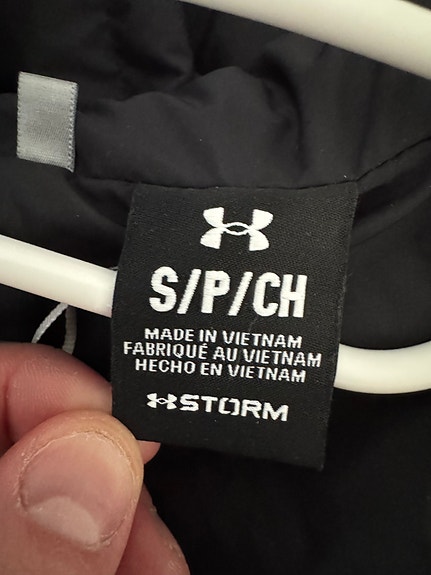 S/P/CH
MADE IN VIETNAM
FABRIQUÉ AU VIETNAM
HECHO EN VIETNAM
STORM